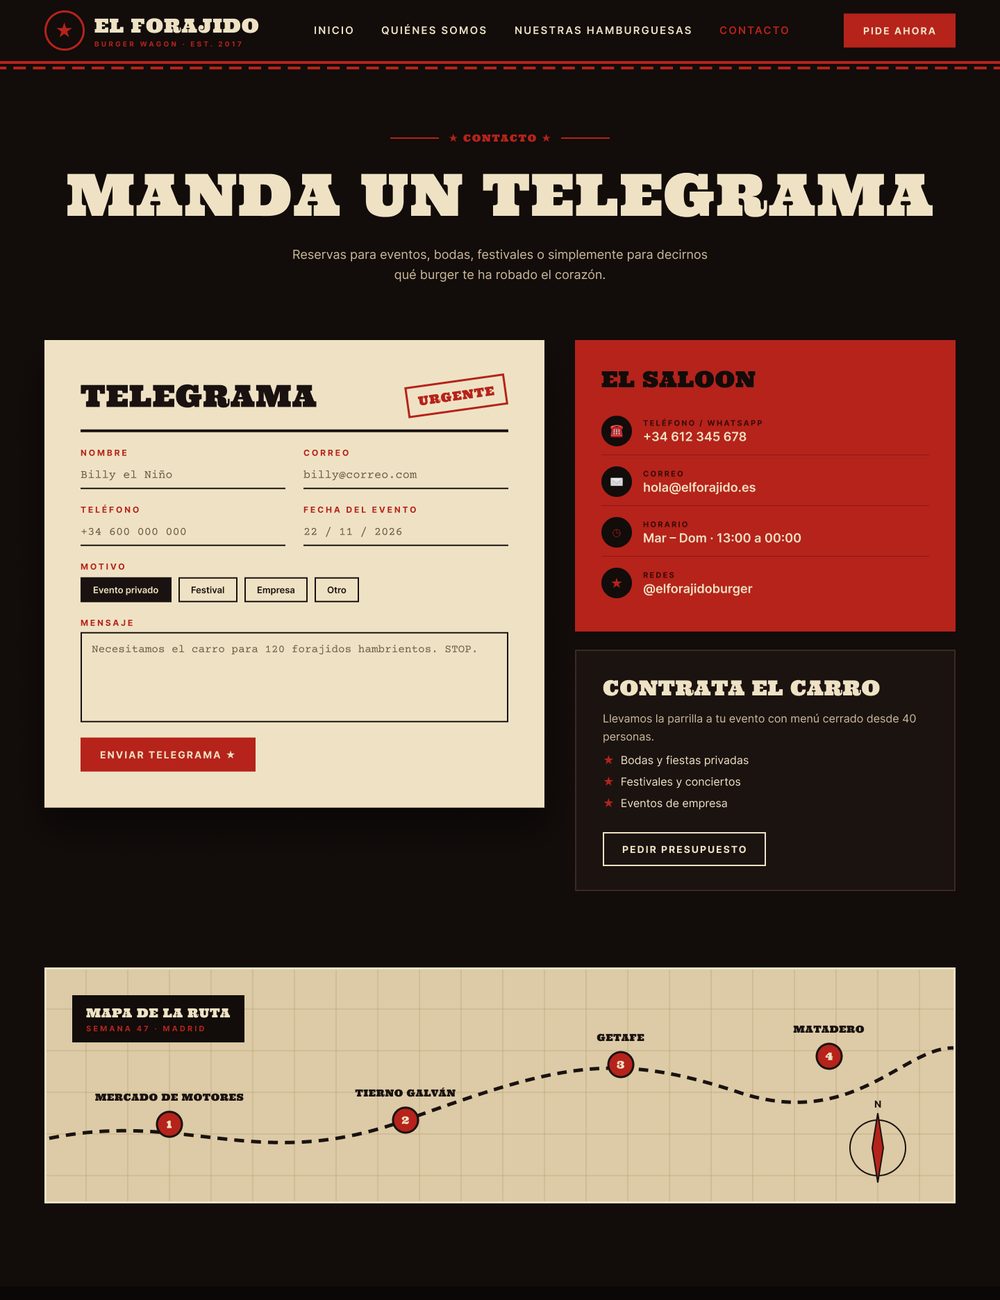 EL FORAJIDO
BURGER WAGON · EST. 2017
INICIO
QUIÉNES SOMOS
NUESTRAS HAMBURGUESAS
CONTACTO
PIDE AHORA
★ CONTACTO ★
MANDA UN TELEGRAMA
Reservas para eventos, bodas, festivales o simplemente para decirnos
qué burger te ha robado el corazón.
TELEGRAMA
URGENTE
NOMBRE
Billy el Niño
CORREO
billy@correo.com
TELÉFONO
+34 600 000 000
FECHA DEL EVENTO
22 / 11 / 2026
MOTIVO
Evento privado
Festival
Empresa
Otro
MENSAJE
Necesitamos el carro para 120 forajidos hambrientos. STOP.
ENVIAR TELEGRAMA ★
EL SALOON
TELÉFONO / WHATSAPP
+34 612 345 678
CORREO
hola@elforajido.es
HORARIO
Mar – Dom · 13:00 a 00:00
REDES
@elforajidoburger
CONTRATA EL CARRO
Llevamos la parrilla a tu evento con menú cerrado desde 40
personas.
★ Bodas y fiestas privadas
★ Festivales y conciertos
★ Eventos de empresa
PEDIR PRESUPUESTO
MAPA DE LA RUTA
SEMANA 47 · MADRID
MERCADO DE MOTORES
1
TIERNO GALVÁN
2
GETAFE
3
MATADERO
4
N